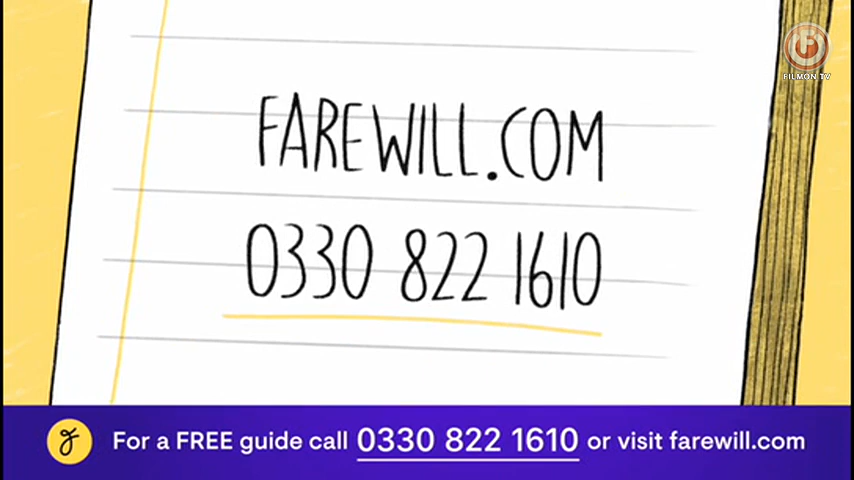 FILMON TV
FAREWILL.COM
0330 822 1610
For a FREE guide call 0330 822 1610 or visit farewill.com